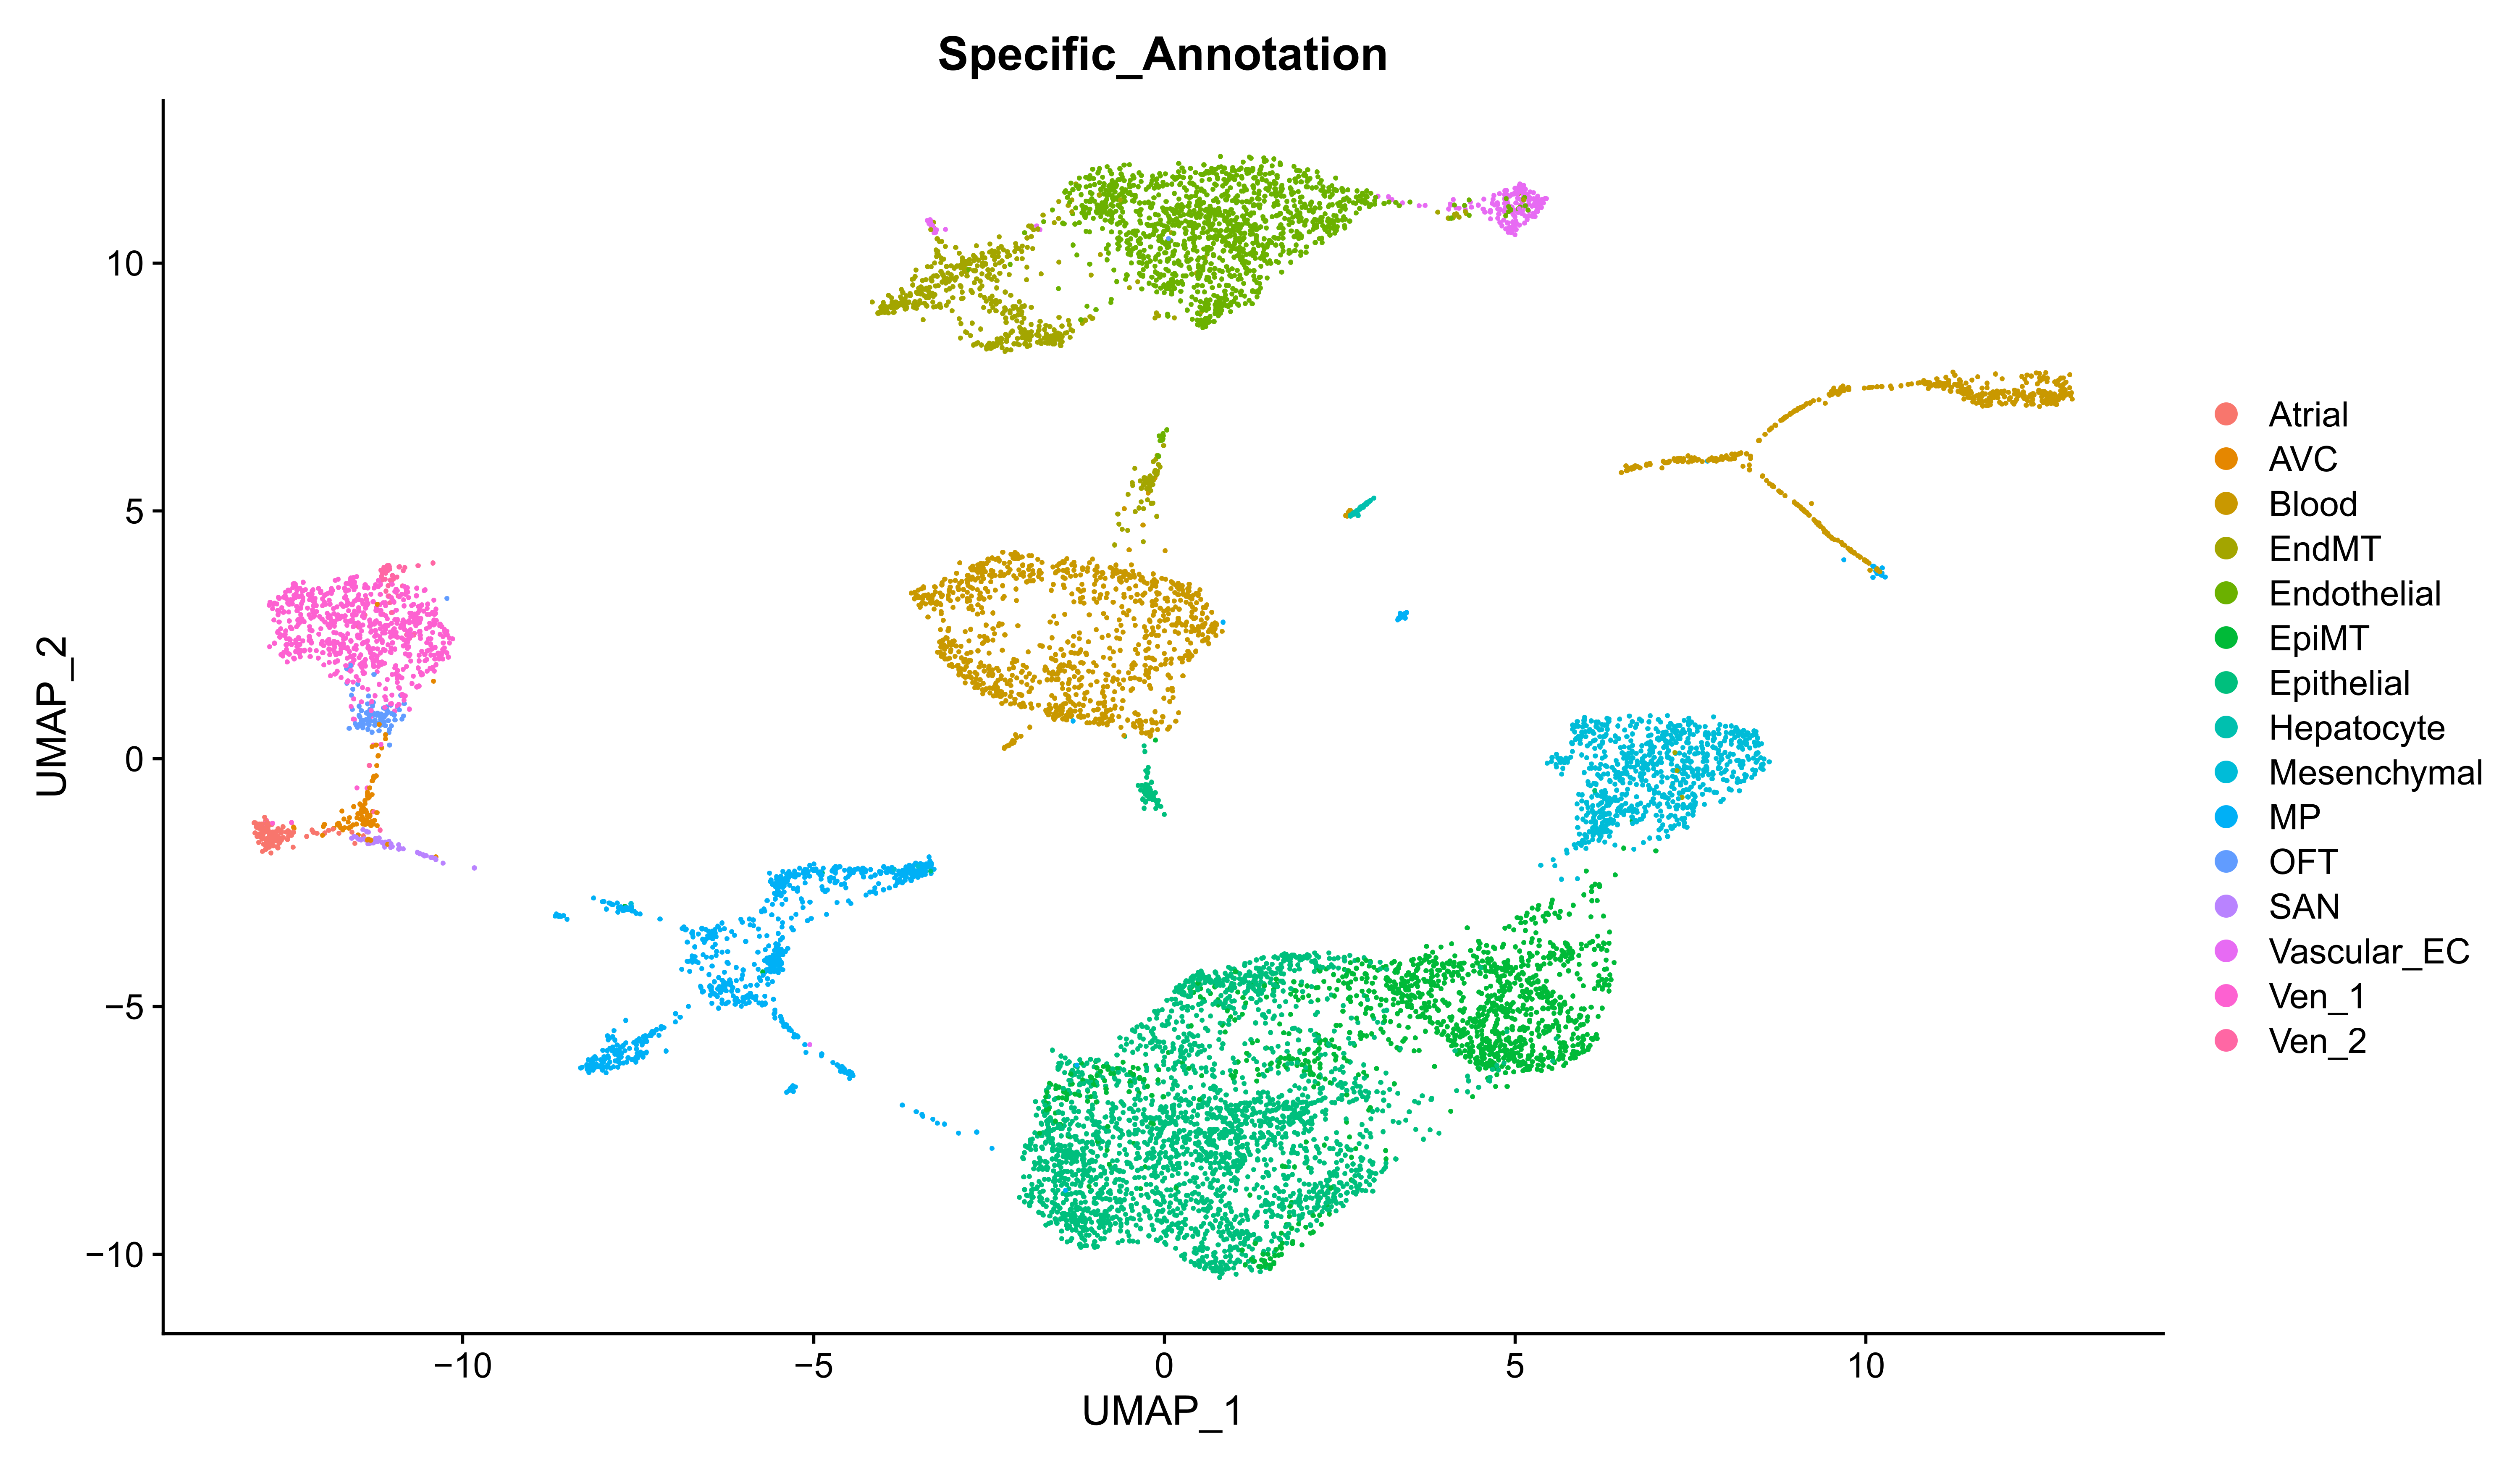 Specific_Annotation
UMAP_2
10
5
0
−5
−10
−10
−5
0
5
10
UMAP_1
Atrial
AVC
Blood
EndMT
Endothelial
EpiMT
Epithelial
Hepatocyte
Mesenchymal
MP
OFT
SAN
Vascular_EC
Ven_1
Ven_2